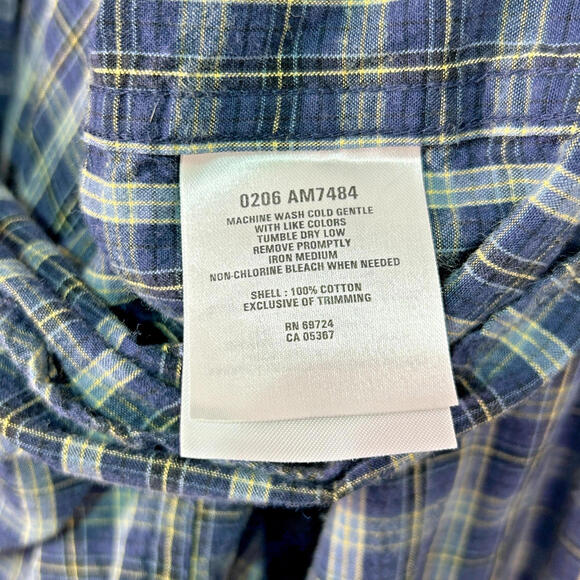 0206 AM7484
MACHINE WASH COLD GENTLE
WITH LIKE COLORS
TUMBLE DRY LOW
REMOVE PROMPTLY
IRON MEDIUM
NON-CHLORINE BLEACH WHEN NEEDED
SHELL : 100% COTTON
EXCLUSIVE OF TRIMMING
RN 69724
CA 05367